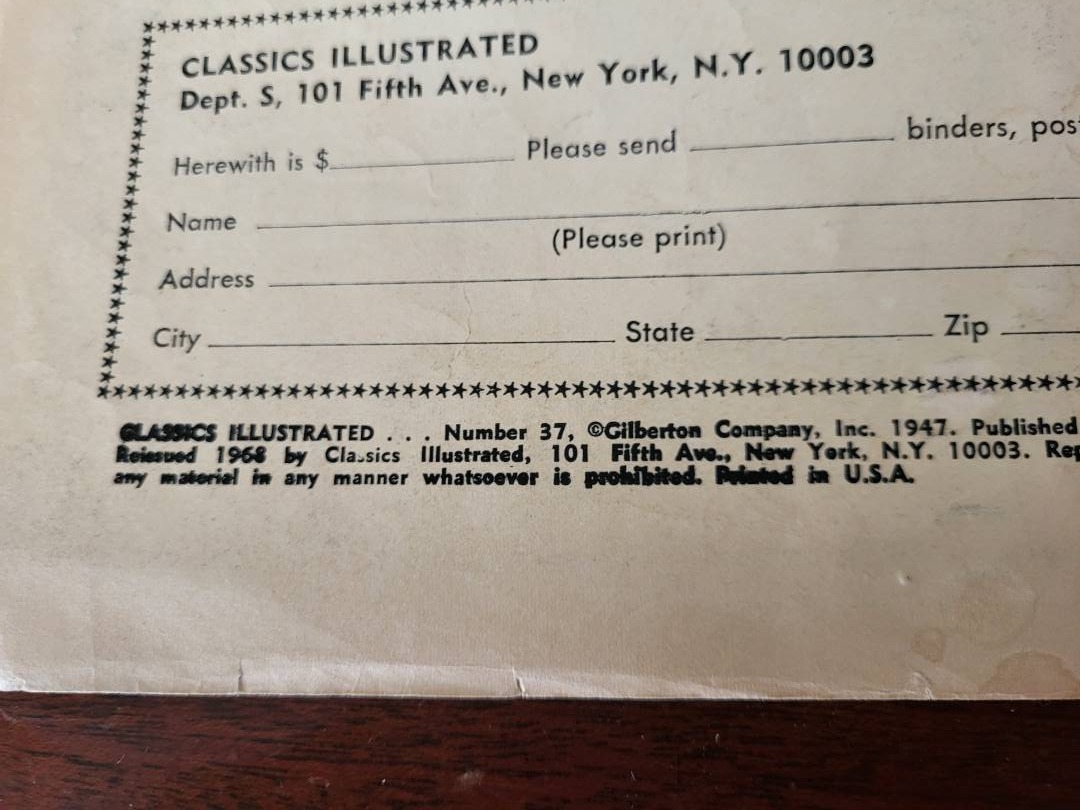 CLASSICS ILLUSTRATED
Dept. S, 101 Fifth Ave., New York, N.Y. 10003
Herewith is $ Please send binders, pos
Name
(Please print)
Address
City State Zip
CLASSICS ILLUSTRATED . . . Number 37, ©Gilberton Company, Inc. 1947. Published
Reissued 1968 by Classics Illustrated, 101 Fifth Ave., New York, N.Y. 10003. Rep
any material in any manner whatsoever is prohibited. Printed in U.S.A.